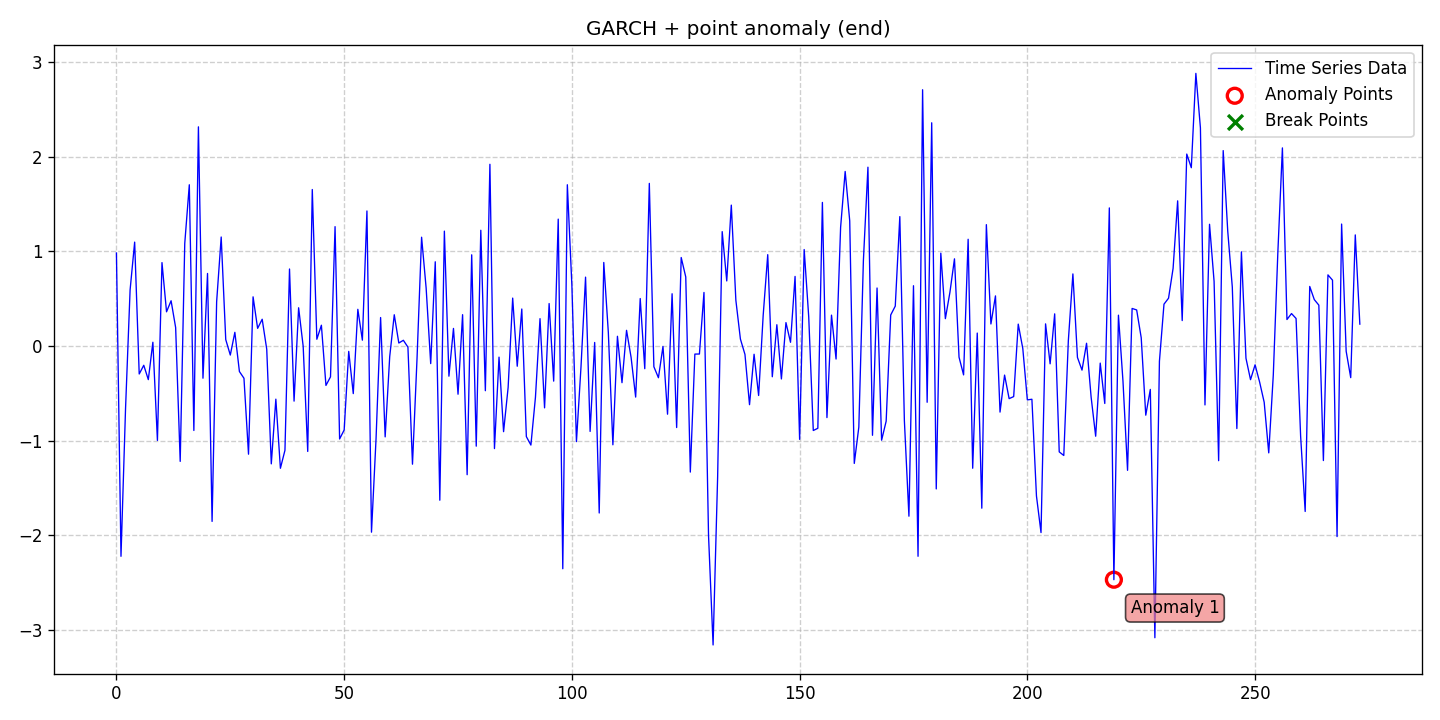 GARCH + point anomaly (end)
Time Series Data
Anomaly Points
Break Points
3
2
1
0
−1
−2
−3
Anomaly 1
0
50
100
150
200
250